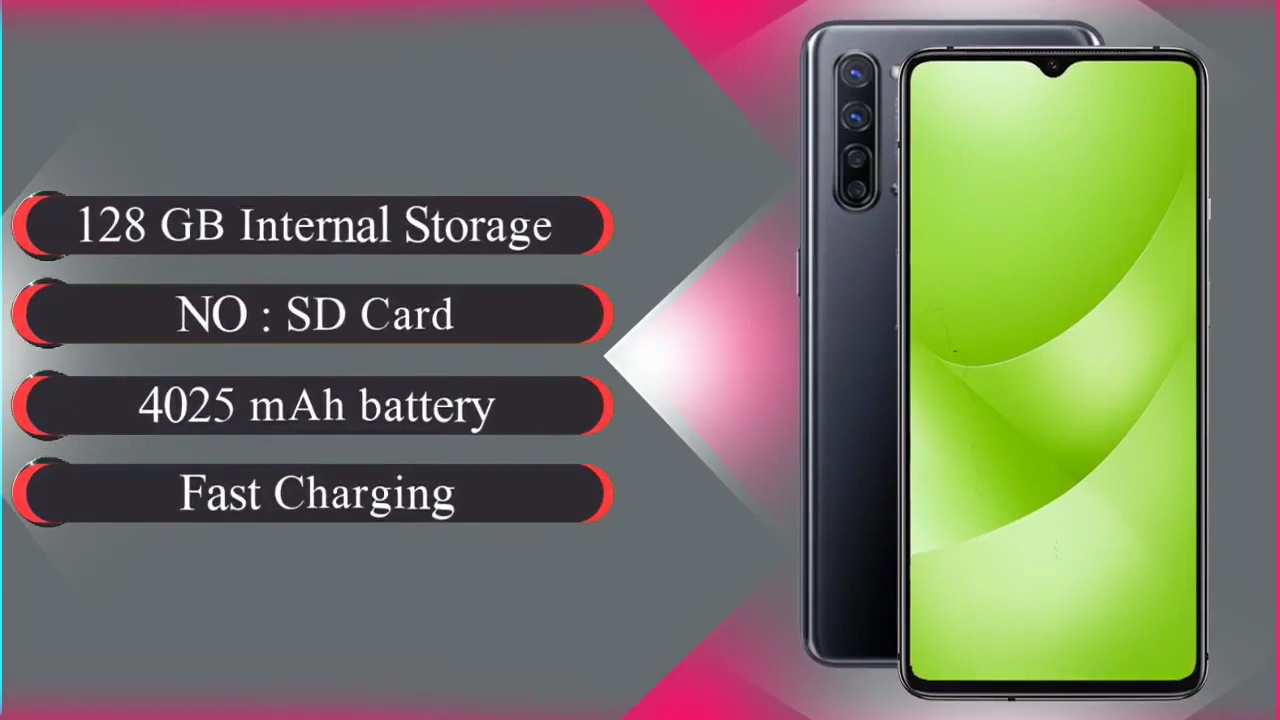 128 GB Internal Storage
NO : SD Card
4025 mAh battery
Fast Charging